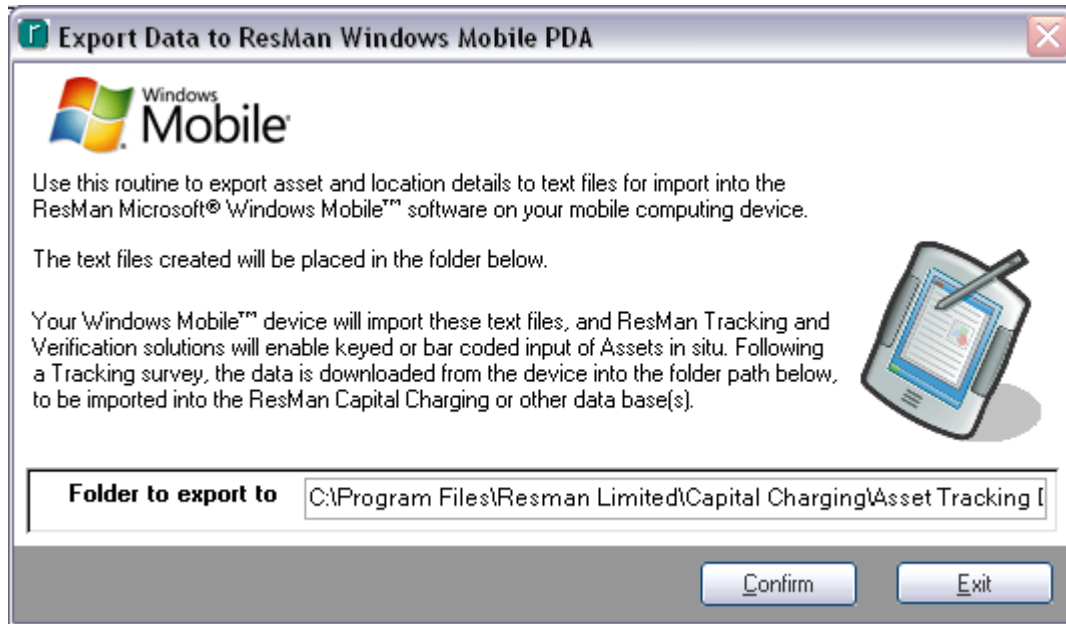 Export Data to ResMan Windows Mobile PDA
Windows
Mobile
Use this routine to export asset and location details to text files for import into the
ResMan Microsoft® Windows Mobile™ software on your mobile computing device.
The text files created will be placed in the folder below.
Your Windows Mobile™ device will import these text files, and ResMan Tracking and
Verification solutions will enable keyed or bar coded input of Assets in situ. Following
a Tracking survey, the data is downloaded from the device into the folder path below,
to be imported into the ResMan Capital Charging or other data base(s).
Folder to export to C:\Program Files\Resman Limited\Capital Charging\Asset Tracking
Confirm Exit